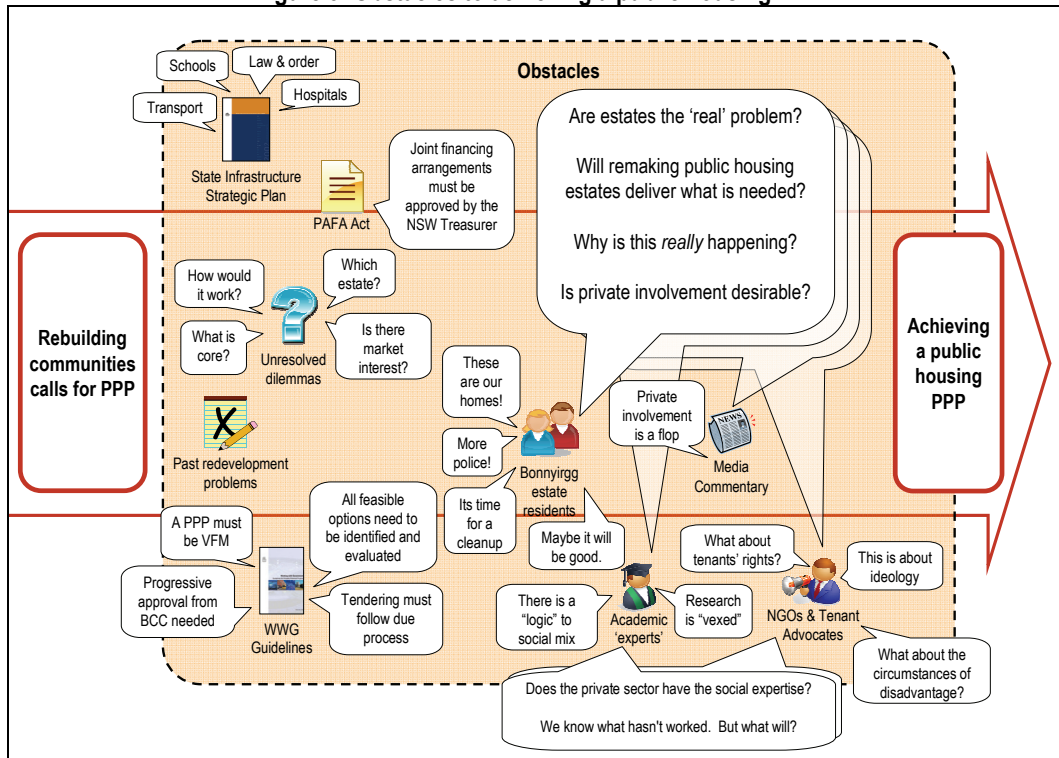 Obstacles
Schools
Law & order
Transport
Hospitals
State Infrastructure
Strategic Plan
PAFA Act
Joint financing
arrangements
must be
approved by the
NSW Treasurer
Are estates the ‘real’ problem?
Will remaking public housing
estates deliver what is needed?
Why is this really happening?
Is private involvement desirable?
Rebuilding
communities
calls for PPP
How would
it work?
Which
estate?
What is
core?
Is there
market
interest?
Unresolved
dilemmas
Past redevelopment
problems
These
are our
homes!
More
police!
Its time
for a
cleanup
Bonnyirgg
estate
residents
Maybe it will
be good.
Private
involvement
is a flop
NEWS
Media
Commentary
Achieving
a public
housing
PPP
A PPP must
be VFM
All feasible
options need to
be identified and
evaluated
Progressive
approval from
BCC needed
Tendering must
follow due
process
WWG
Guidelines
There is a
“logic” to
social mix
Academic
‘experts’
Research
is “vexed”
What about
tenants’ rights?
This is about
ideology
NGOs & Tenant
Advocates
What about the
circumstances of
disadvantage?
Does the private sector have the social expertise?
We know what hasn't worked. But what will?